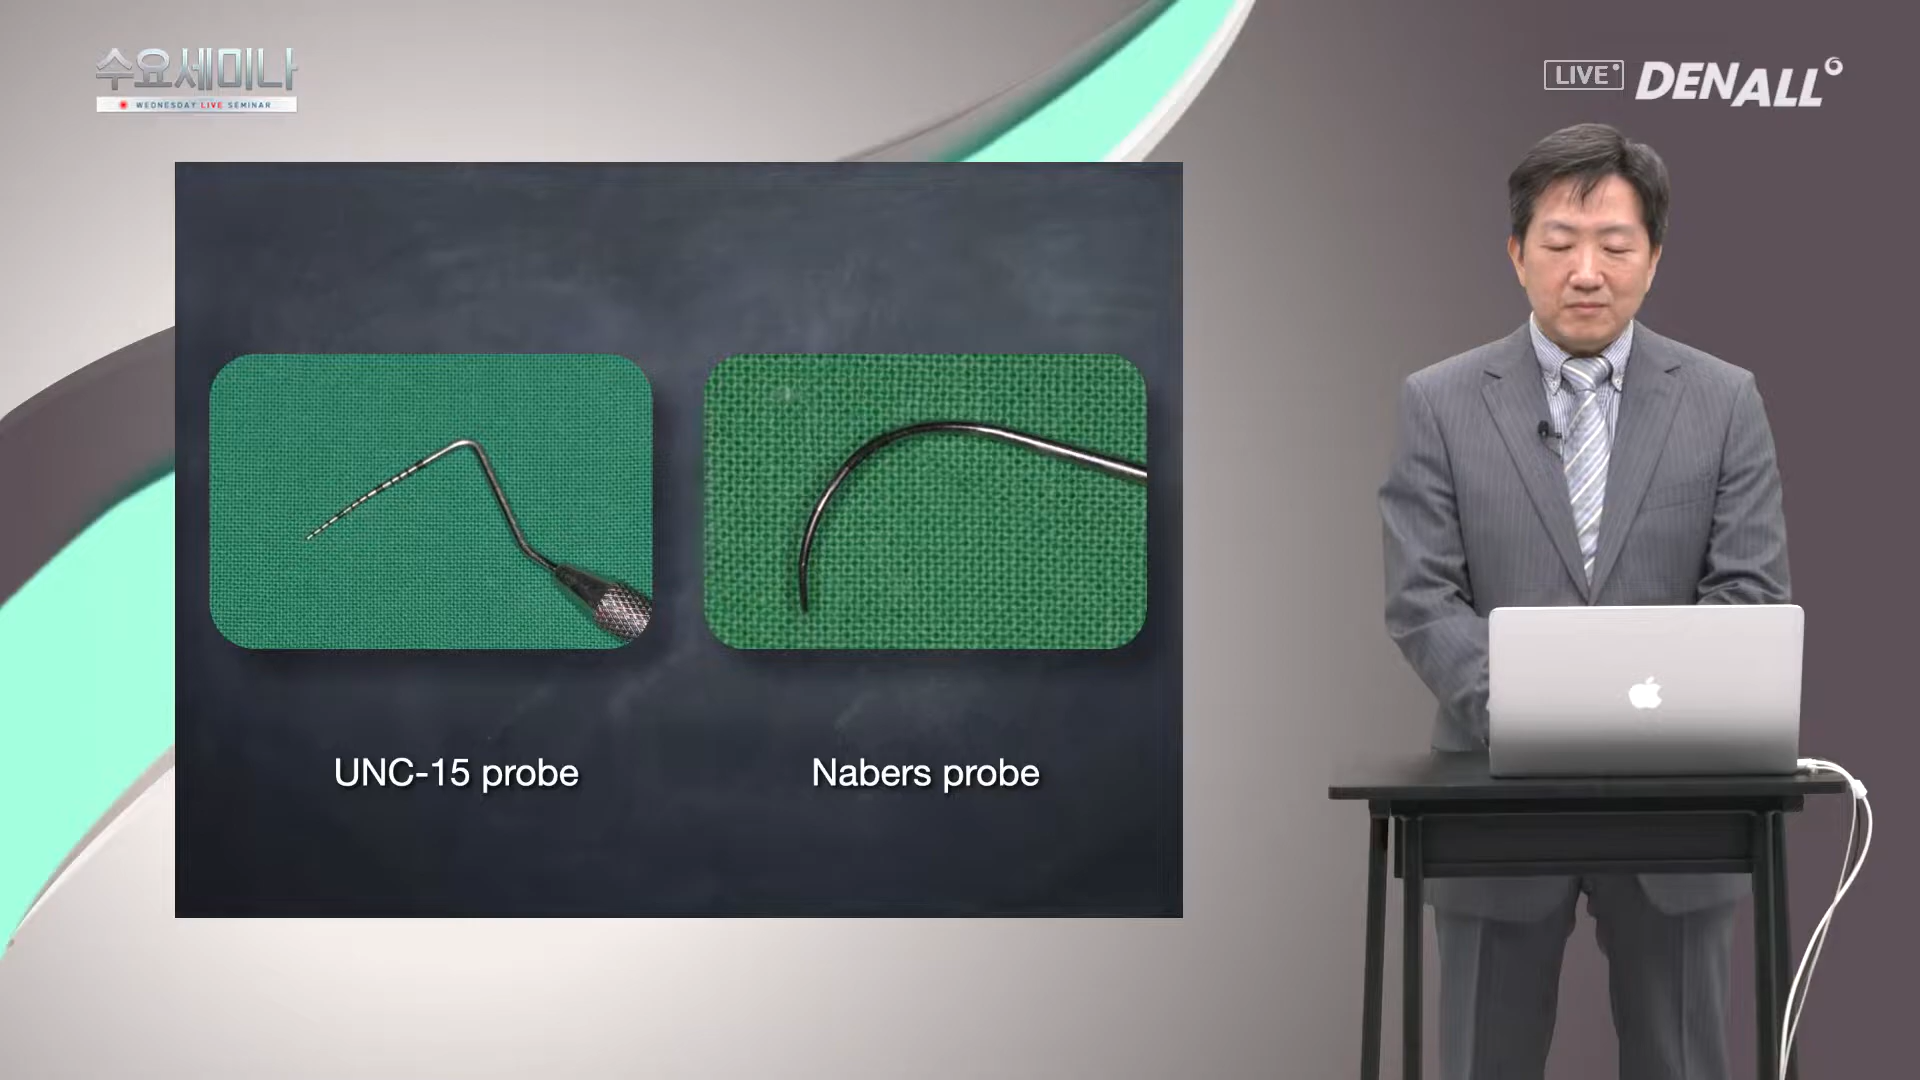 수요세미나
WEDNESDAY LIVE SEMINAR
LIVE
DENALL
UNC-15 probe
Nabers probe